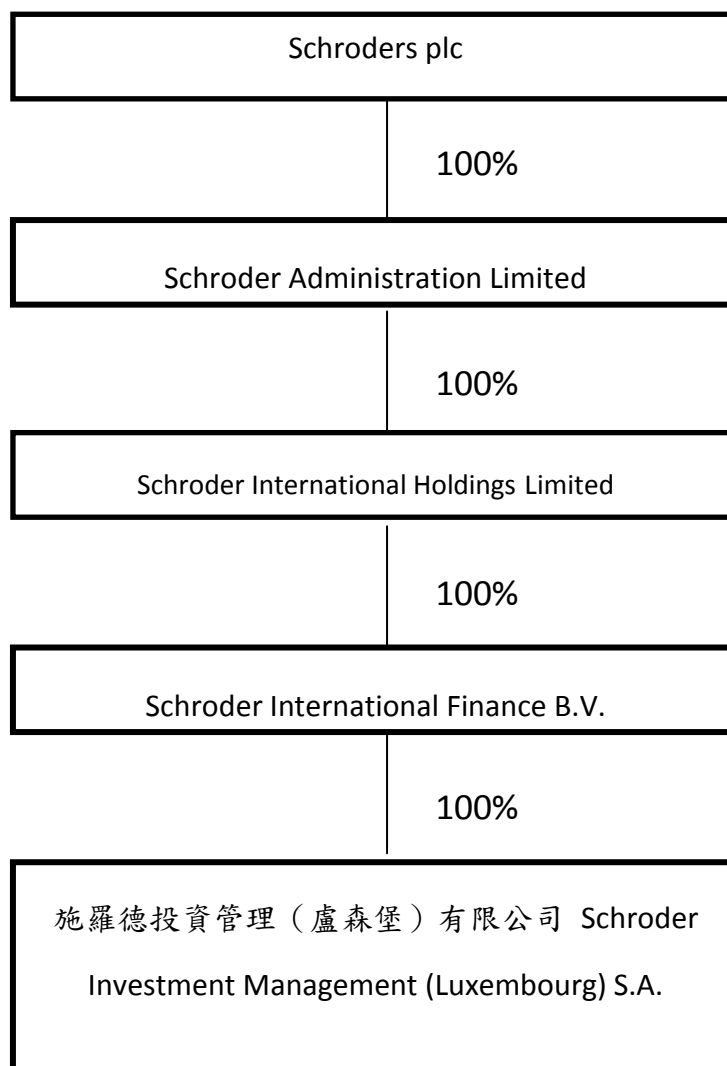 Schroders plc
100%
Schroder Administration Limited
100%
Schroder International Holdings Limited
100%
Schroder International Finance B.V.
100%
施羅德投資管理（盧森堡）有限公司 Schroder
Investment Management (Luxembourg) S.A.